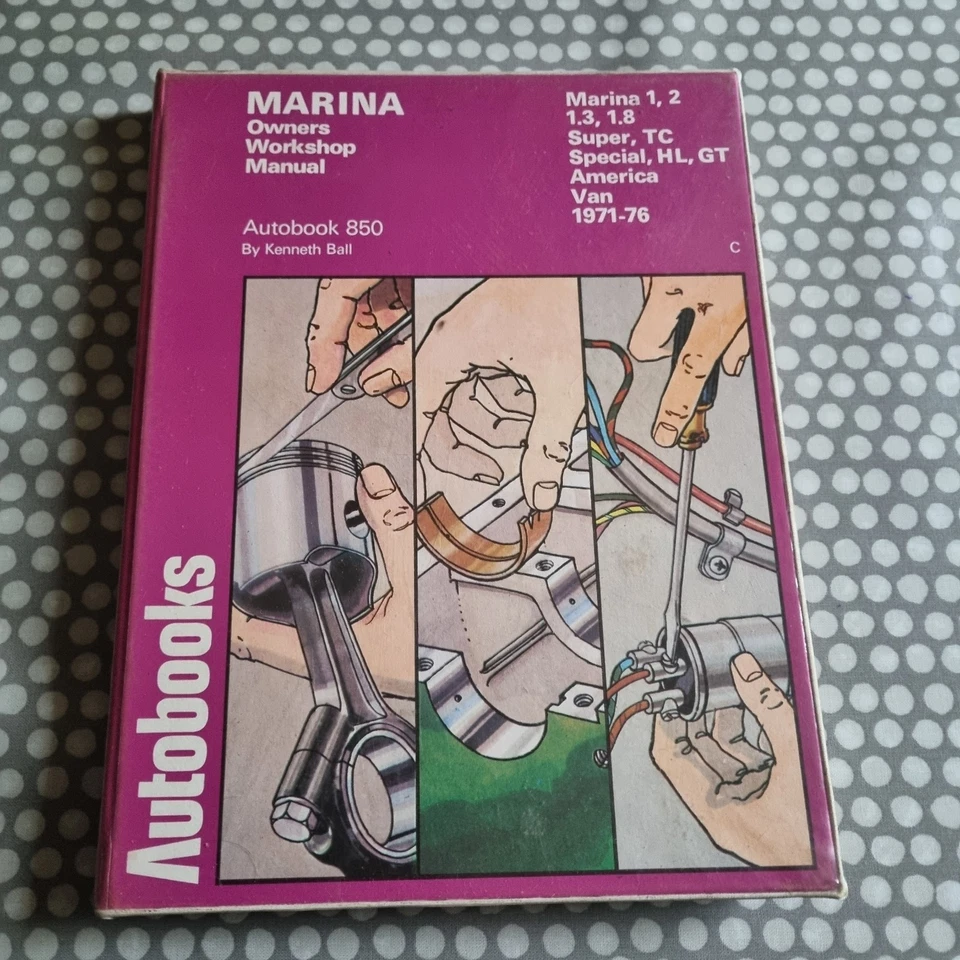 MARINA
Owners
Workshop
Manual
Autobook 850
By Kenneth Ball
Marina 1, 2
1.3, 1.8
Super, TC
Special, HL, GT
America
Van
1971-76
C
Autobooks